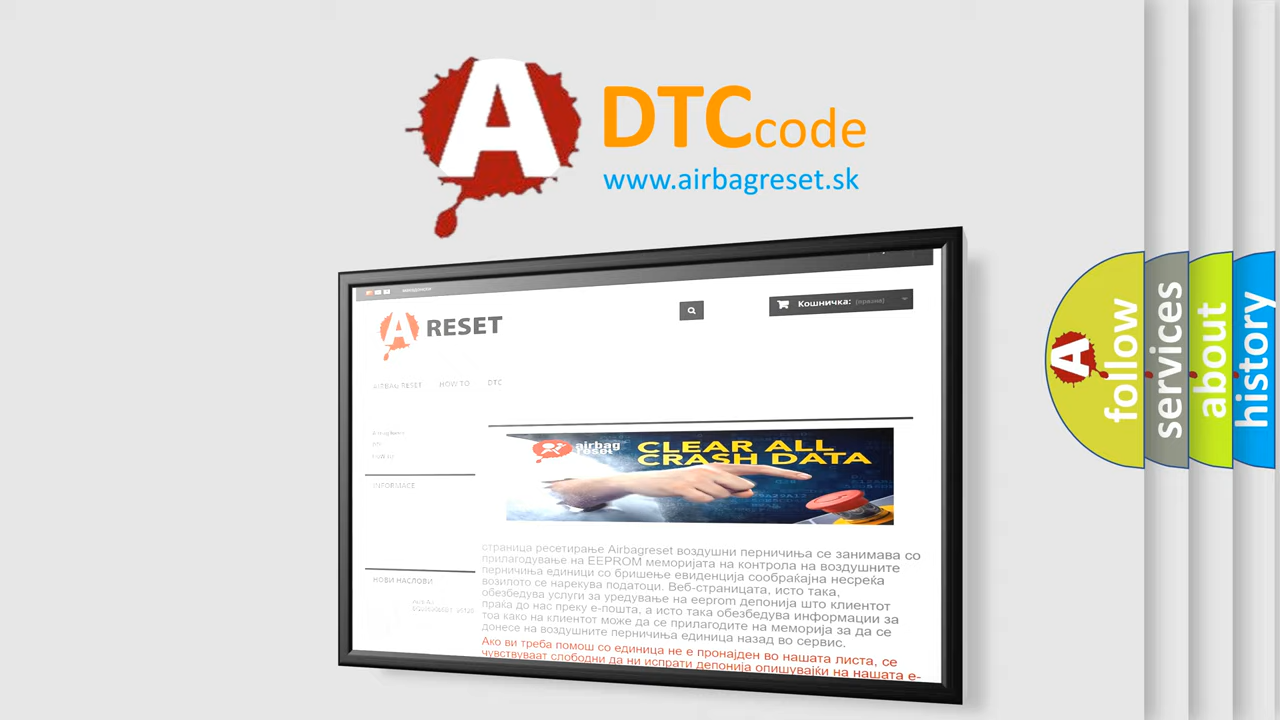 A
DTC code
www.airbagreset.sk
A RESET
Кошничка: (празни)
AIRBAG RESET HOW TO DTC
airbag
reset
CLEAR ALL
CRASH DATA
INFORMACE
НОВИ НАСЛОВИ
страница ресетирање Airbagreset воздушни перничиња се занимава со
прилагодување на EEPROM меморијата на контрола на воздушните
перничиња единици со бришење евиденција сообраќајна несреќа
возилото се нарекува податоци. Веб-страницата, исто така,
обезбедува услуги за уредување на eeprom депонија што клиентот
праќа до нас преку е-пошта, а исто така обезбедува информации за
тоа како на клиентот може да се прилагодите на меморија за да се
донесе на воздушните перничиња единица назад во сервис.
Ако ви треба помош со единица не е пронајден во нашата листа, се
чувствуваат слободни да ни испрати депонија опишувајќи на нашата е-
A
follow
services
about
history